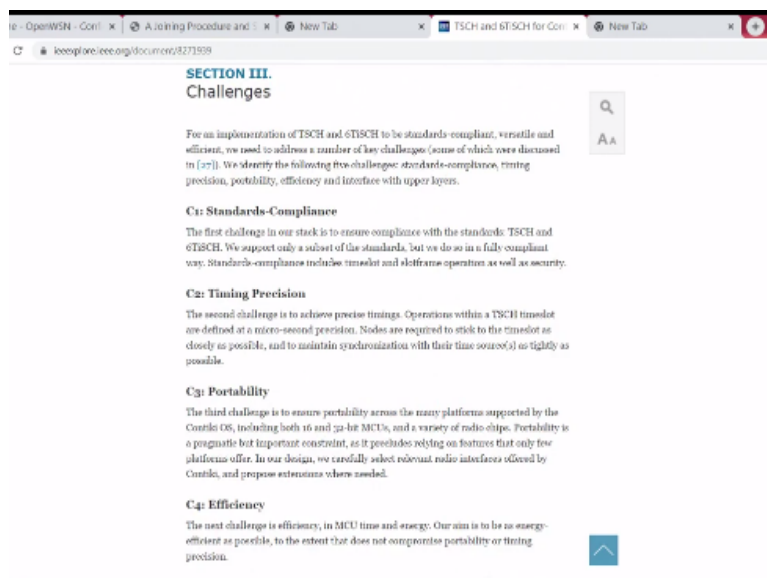 e - OpenWSN - Conf
A Joining Procedure and S
New Tab
TSCH and 6TiSCH for Con
New Tab
ieeexplore.ieee.org/document/8271939
SECTION III.
Challenges
For an implementation of TSCH and 6TiSCH to be standards-compliant, versatile and
efficient, we need to address a number of key challenges (some of which were discussed
in [27]). We identify the following five challenges: standards-compliance, timing
precision, portability, efficiency and interface with upper layers.
C1: Standards-Compliance
The first challenge in our stack is to ensure compliance with the standards: TSCH and
6TiSCH. We support only a subset of the standards, but we do so in a fully compliant
way. Standards-compliance includes timeslot and slotframe operation as well as security.
C2: Timing Precision
The second challenge is to achieve precise timings. Operations within a TSCH timeslot
are defined at a micro-second precision. Nodes are required to stick to the timeslot as
closely as possible, and to maintain synchronization with their time source(s) as tightly as
possible.
C3: Portability
The third challenge is to ensure portability across the many platforms supported by the
Contiki OS, including both 16 and 32-bit MCUs, and a variety of radio chips. Portability is
a pragmatic but important constraint, as it precludes relying on features that only few
platforms offer. In our design, we carefully select relevant radio interfaces offered by
Contiki, and propose extensions where needed.
C4: Efficiency
The next challenge is efficiency, in MCU time and energy. Our aim is to be as energy-
efficient as possible, to the extent that does not compromise portability or timing
precision.
AA